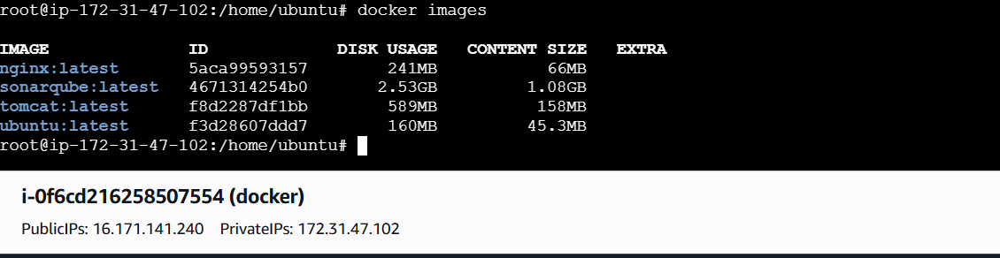 root@ip-172-31-47-102:/home/ubuntu# docker images
IMAGE ID DISK USAGE CONTENT SIZE EXTRA
nginx:latest 5aca99593157 241MB 66MB
sonarqube:latest 4671314254b0 2.53GB 1.08GB
tomcat:latest f8d2287df1bb 589MB 158MB
ubuntu:latest f3d28607ddd7 160MB 45.3MB
root@ip-172-31-47-102:/home/ubuntu#
i-0f6cd216258507554 (docker)
PublicIPs: 16.171.141.240 PrivateIPs: 172.31.47.102